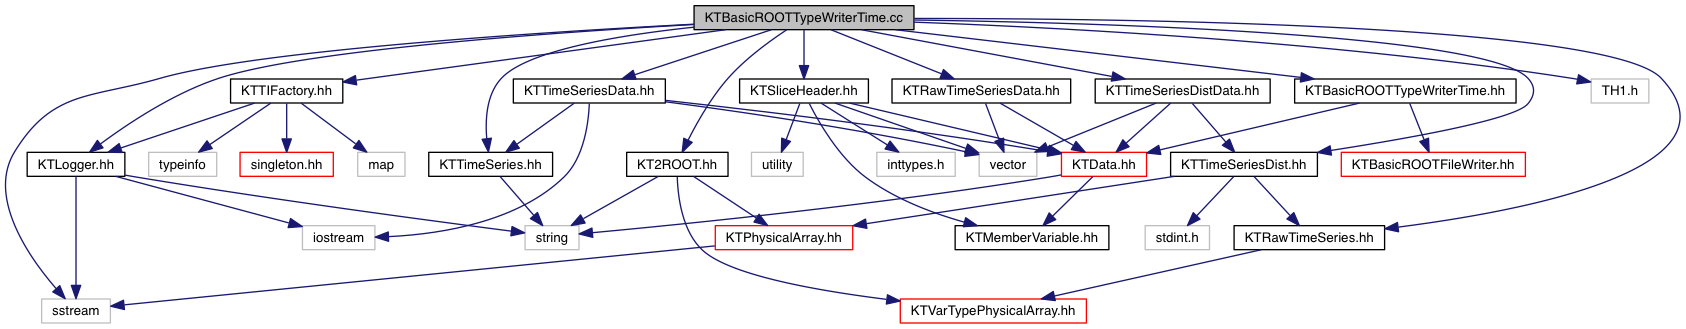 KTBasicROOTTypeWriterTime.cc
KTTIFactory.hh
KTTimeSeriesData.hh
KTSliceHeader.hh
KTRawTimeSeriesData.hh
KTTimeSeriesDistData.hh
KTBasicROOTTypeWriterTime.hh
TH1.h
KTLogger.hh
typeinfo
singleton.hh
map
KTTimeSeries.hh
KT2ROOT.hh
utility
inttypes.h
vector
KTData.hh
KTTimeSeriesDist.hh
KTBasicROOTFileWriter.hh
iostream
string
KTPhysicalArray.hh
KTMemberVariable.hh
stdint.h
KTRawTimeSeries.hh
sstream
KTVarTypePhysicalArray.hh